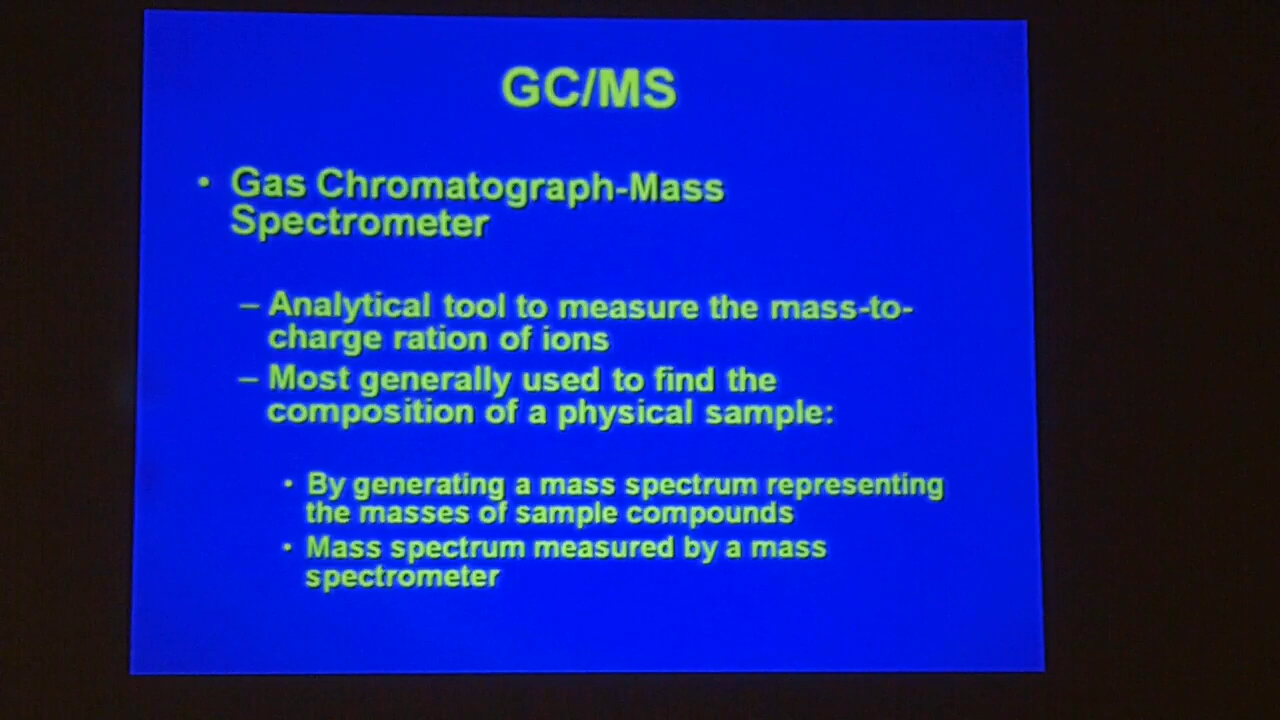 GC/MS
• Gas Chromatograph-Mass
Spectrometer
– Analytical tool to measure the mass-to-
charge ration of ions
– Most generally used to find the
composition of a physical sample:
• By generating a mass spectrum representing
the masses of sample compounds
• Mass spectrum measured by a mass
spectrometer